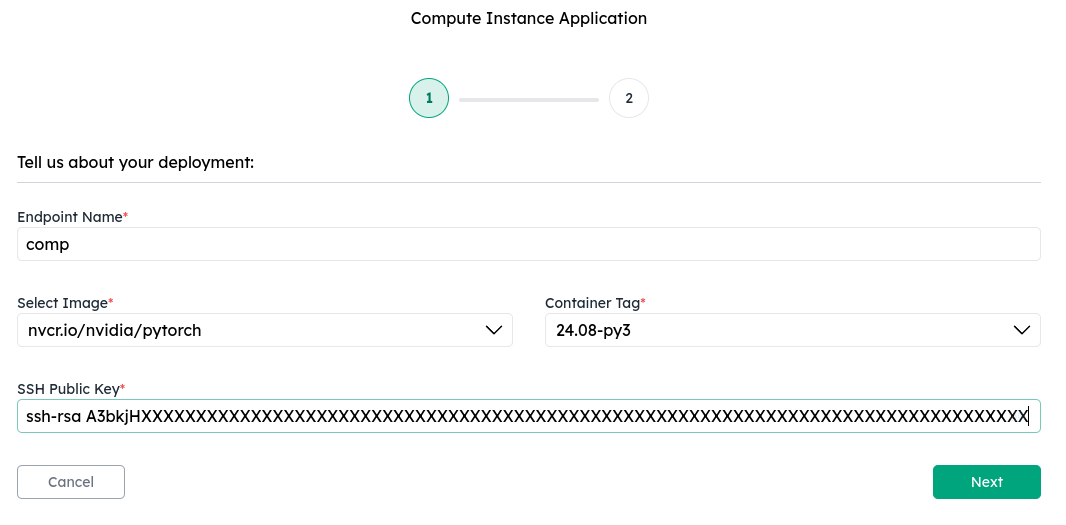 Compute Instance Application
1
2
Tell us about your deployment:
Endpoint Name*
comp
Select Image*
Container Tag*
nvcr.io/nvidia/pytorch
24.08-py3
SSH Public Key*
ssh-rsa A3bkjHXXXXXXXXXXXXXXXXXXXXXXXXXXXXXXXXXXXXXXXXXXXXXXXXXXXXXXXXXXXXXXXXXXXXXXXXXXXXXXXX
Cancel
Next